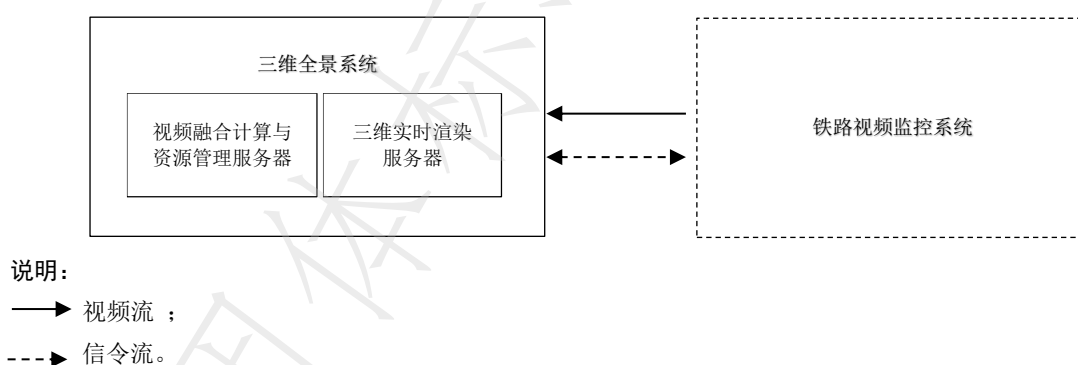 三维全景系统
视频融合计算与
资源管理服务器
三维实时渲染
服务器
铁路视频监控系统
说明：
视频流 ；
信令流。